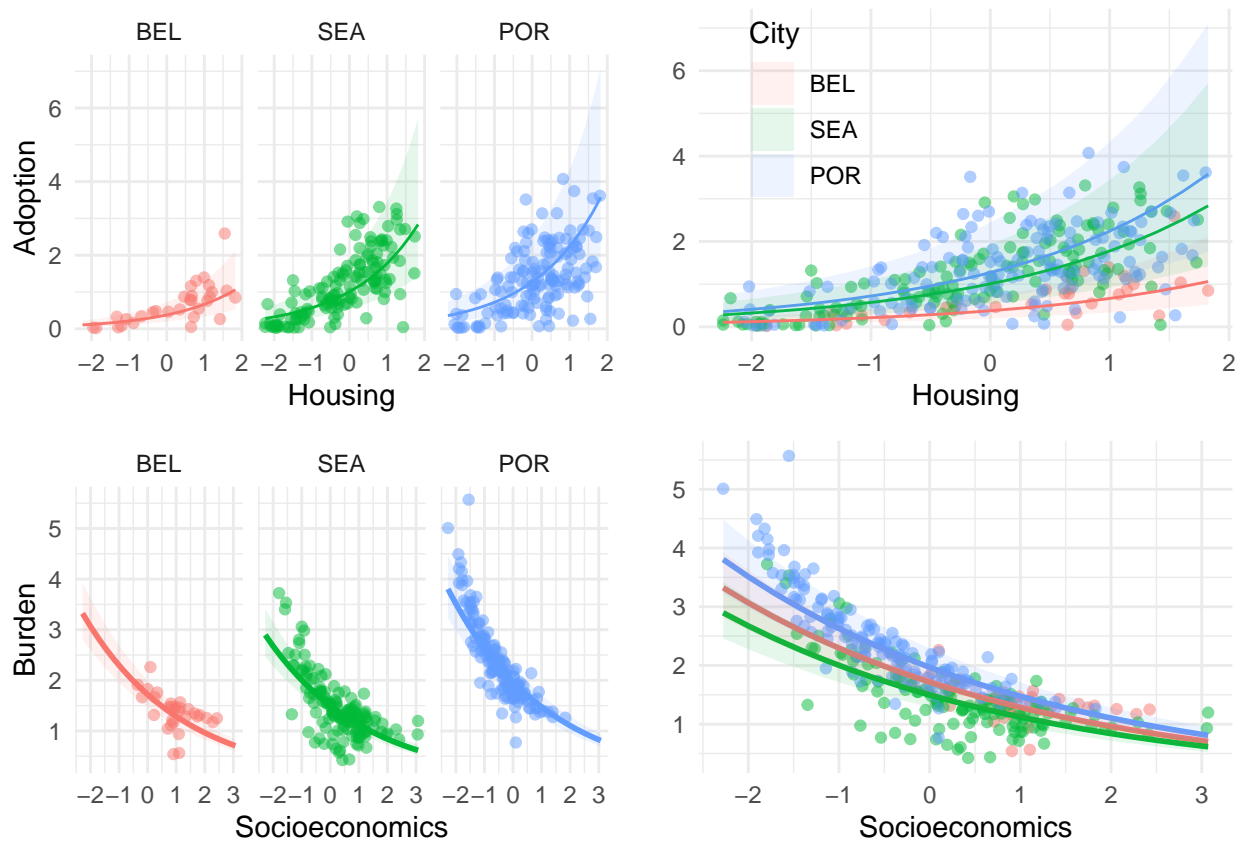 BEL SEA POR
Adoption
6
4
2
0
−2 −1 0 1 2 −2 −1 0 1 2 −2 −1 0 1 2
Housing
City
BEL
SEA
POR
6
4
2
0
−2 −1 0 1 2
Housing
BEL SEA POR
Burden
5
4
3
2
1
−2 −1 0 1 2 3 −2 −1 0 1 2 3 −2 −1 0 1 2 3
Socioeconomics
5
4
3
2
1
−2 −1 0 1 2 3
Socioeconomics